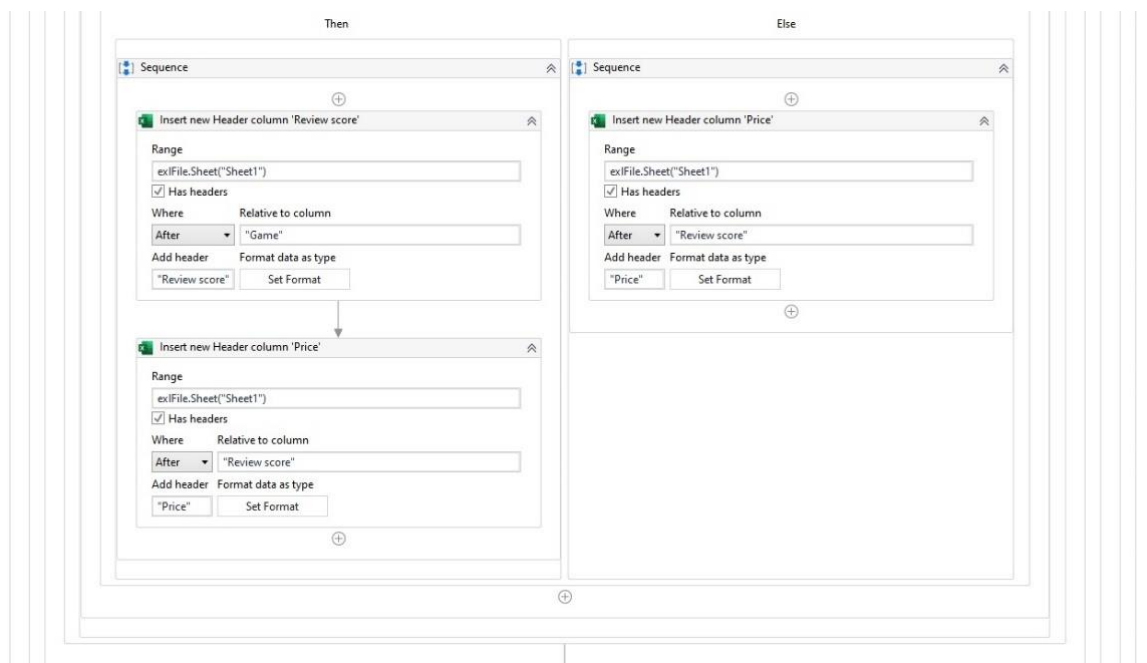 Then
Else
Sequence
Insert new Header column 'Review score'
Range
exlFile.Sheet("Sheet1")
Has headers
Where Relative to column
After "Game"
Add header Format data as type
"Review score" Set Format
Insert new Header column 'Price'
Range
exlFile.Sheet("Sheet1")
Has headers
Where Relative to column
After "Review score"
Add header Format data as type
"Price" Set Format
Sequence
Insert new Header column 'Price'
Range
exlFile.Sheet("Sheet1")
Has headers
Where Relative to column
After "Review score"
Add header Format data as type
"Price" Set Format